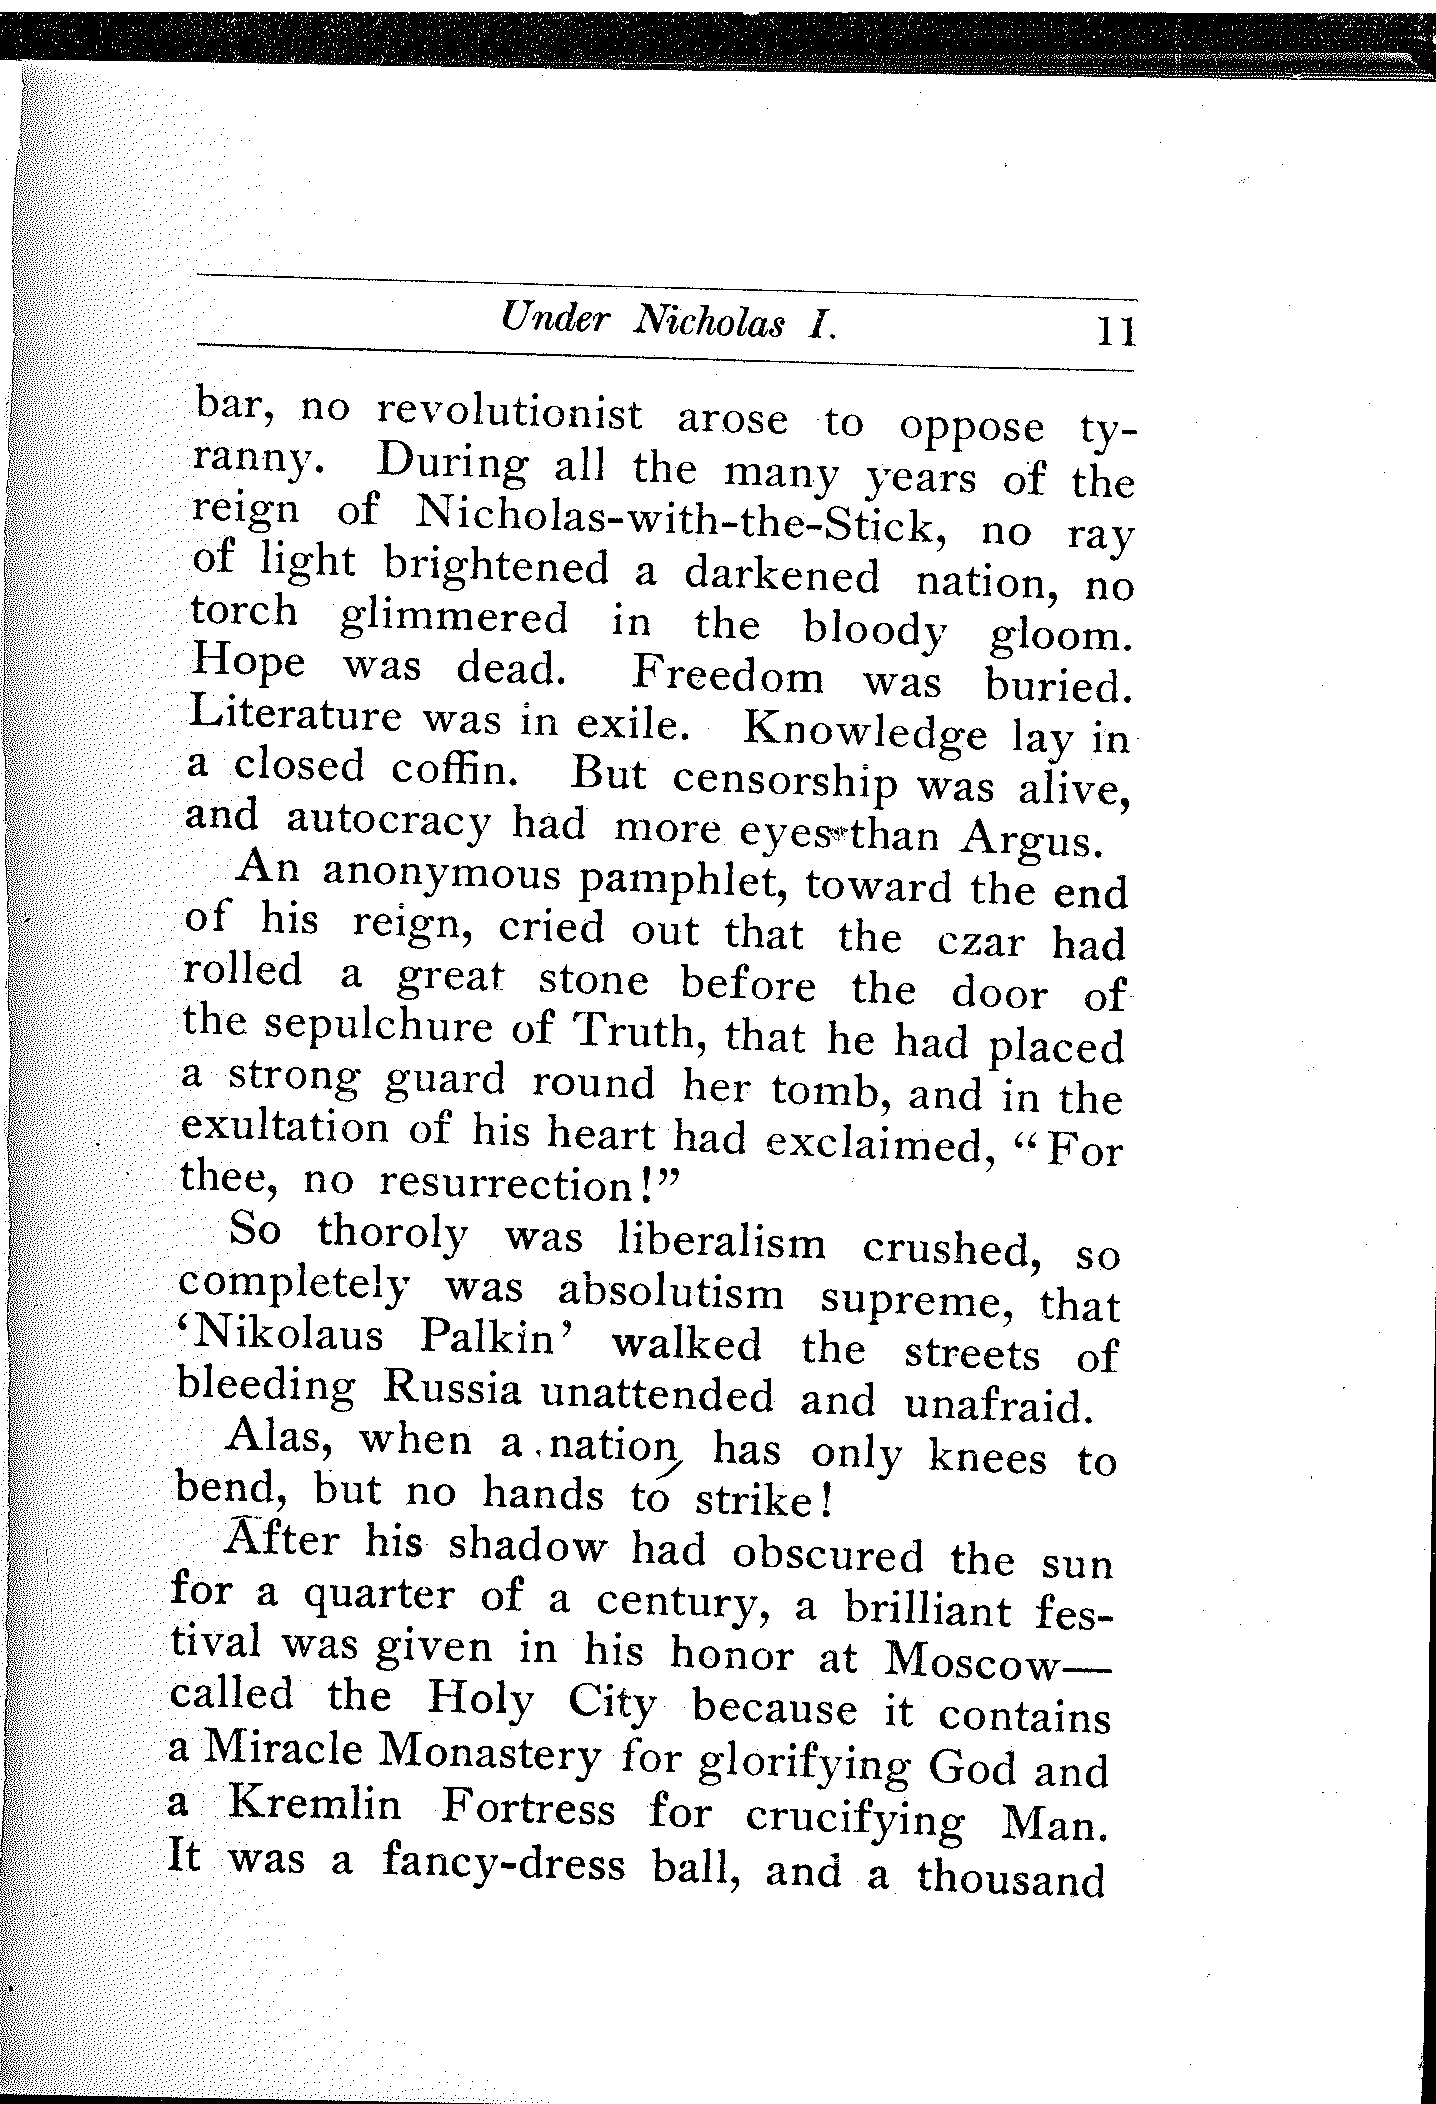 Under Nicholas I. 11
bar, no revolutionist arose to oppose ty-
ranny. During all the many years of the
reign of Nicholas-with-the-Stick, no ray
of light brightened a darkened nation, no
torch glimmered in the bloody gloom.
Hope was dead. Freedom was buried.
Literature was in exile. Knowledge lay in
a closed coffin. But censorship was alive,
and autocracy had more eyes than Argus.
An anonymous pamphlet, toward the end
of his reign, cried out that the czar had
rolled a great stone before the door of
the sepulchure of Truth, that he had placed
a strong guard round her tomb, and in the
exultation of his heart had exclaimed, “For
thee, no resurrection!”
So thoroly was liberalism crushed, so
completely was absolutism supreme, that
‘Nikolaus Palkin’ walked the streets of
bleeding Russia unattended and unafraid.
Alas, when a nation has only knees to
bend, but no hands to strike!
After his shadow had obscured the sun
for a quarter of a century, a brilliant fes-
tival was given in his honor at Moscow—
called the Holy City because it contains
a Miracle Monastery for glorifying God and
a Kremlin Fortress for crucifying Man.
It was a fancy-dress ball, and a thousand